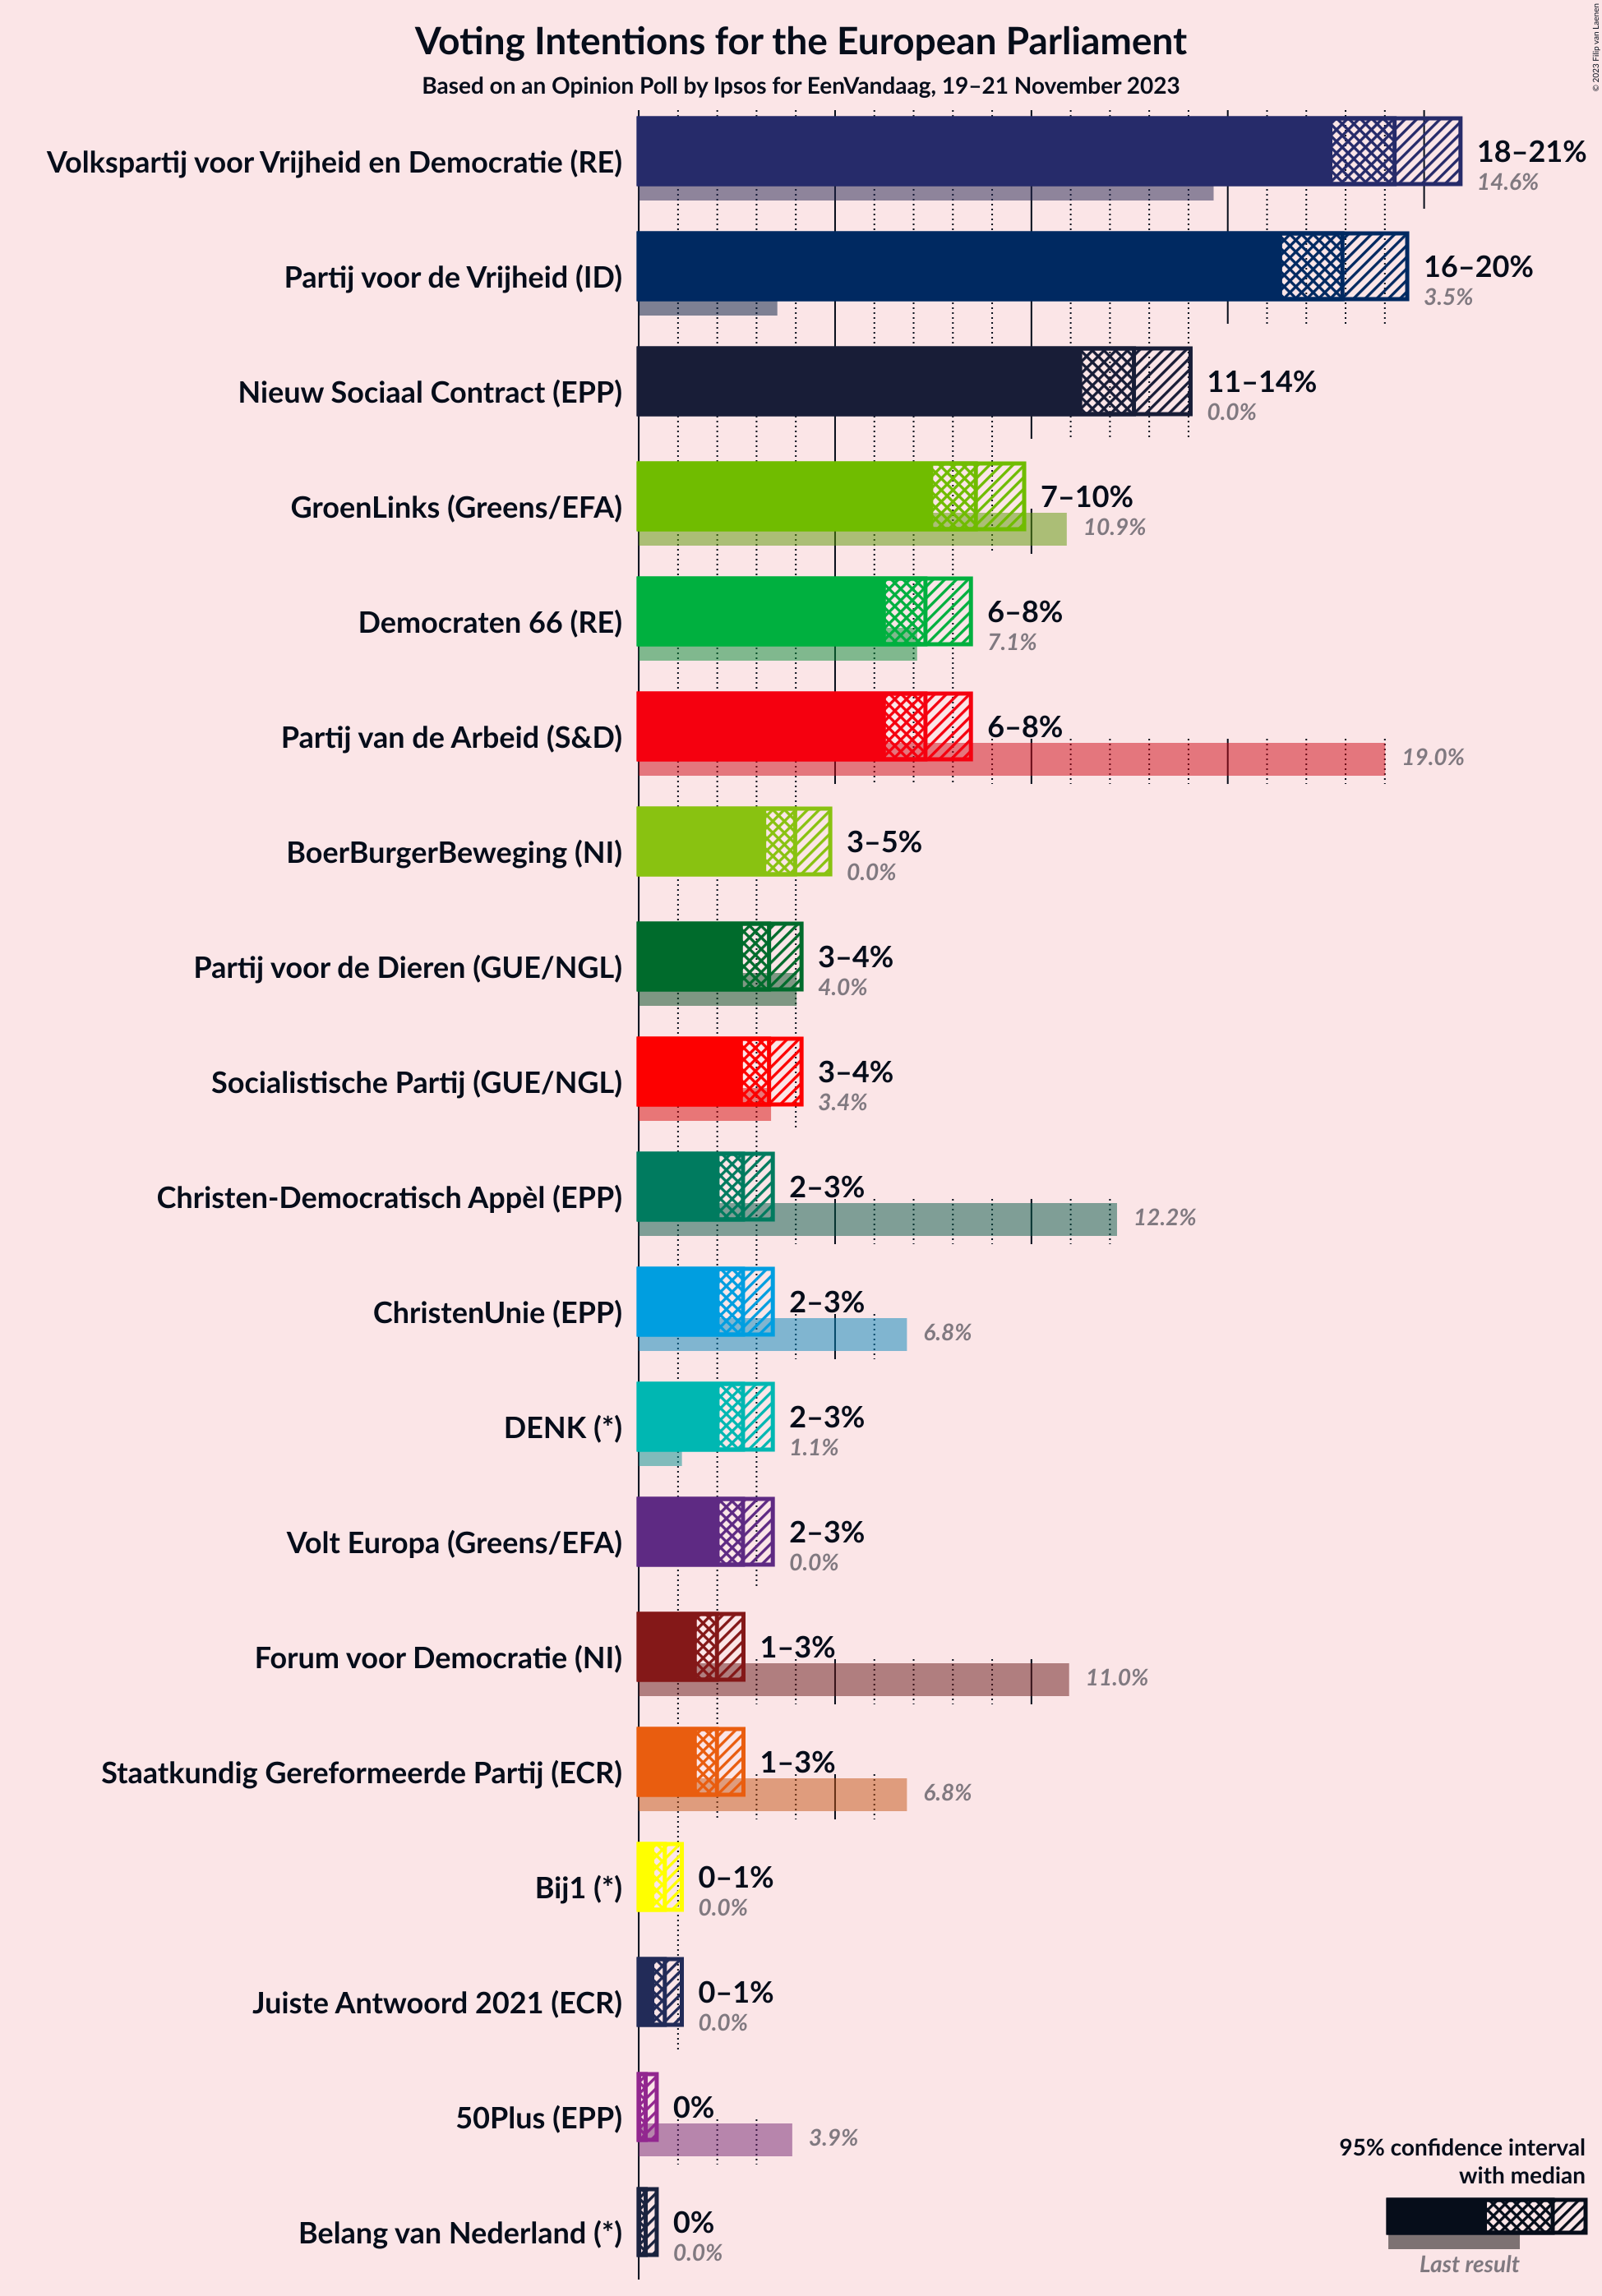 Voting Intentions for the European Parliament
Based on an Opinion Poll by Ipsos for EenVandaag, 19–21 November 2023
© 2023 Filip van Laenen
Volkspartij voor Vrijheid en Democratie (RE)
18–21%
14.6%
Partij voor de Vrijheid (ID)
16–20%
3.5%
Nieuw Sociaal Contract (EPP)
11–14%
0.0%
GroenLinks (Greens/EFA)
7–10%
10.9%
Democraten 66 (RE)
6–8%
7.1%
Partij van de Arbeid (S&D)
6–8%
19.0%
BoerBurgerBeweging (NI)
3–5%
0.0%
Partij voor de Dieren (GUE/NGL)
3–4%
4.0%
Socialistische Partij (GUE/NGL)
3–4%
3.4%
Christen-Democratisch Appèl (EPP)
2–3%
12.2%
ChristenUnie (EPP)
2–3%
6.8%
DENK (*)
2–3%
1.1%
Volt Europa (Greens/EFA)
2–3%
0.0%
Forum voor Democratie (NI)
1–3%
11.0%
Staatkundig Gereformeerde Partij (ECR)
1–3%
6.8%
Bij1 (*)
0–1%
0.0%
Juiste Antwoord 2021 (ECR)
0–1%
0.0%
50Plus (EPP)
0%
3.9%
Belang van Nederland (*)
0%
0.0%
95% confidence interval
with median
Last result